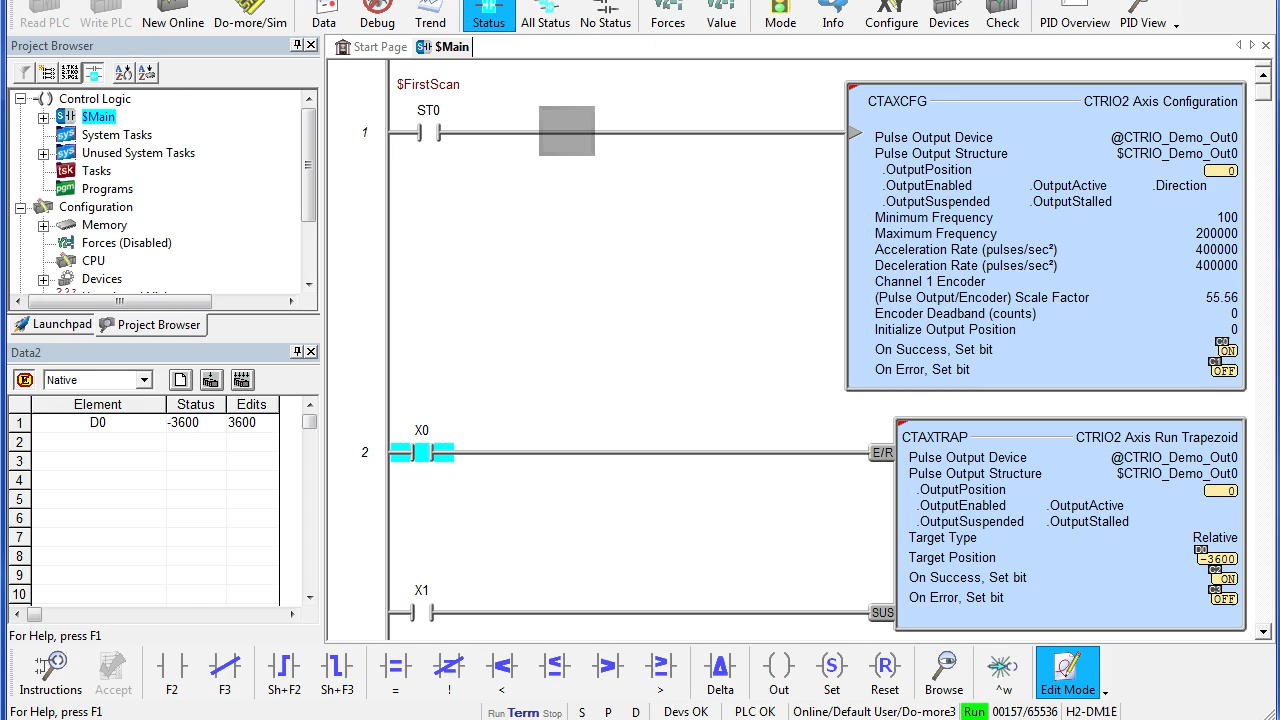 Read PLC Write PLC New Online Do-more/Sim Data Debug Trend Status All Status No Status Forces Value Mode Info Configure Devices Check PID Overview PID View
Project Browser
Start Page $Main
Control Logic
$Main
System Tasks
Unused System Tasks
Tasks
Programs
Configuration
Memory
Forces (Disabled)
CPU
Devices
Launchpad Project Browser
Data2
Native
Element Status Edits
1 D0 -3600 3600
2
3
4
5
6
7
8
9
10
For Help, press F1
$FirstScan
ST0
1
CTAXCFG CTRIO2 Axis Configuration
Pulse Output Device @CTRIO_Demo_Out0
Pulse Output Structure $CTRIO_Demo_Out0
.OutputPosition 0
.OutputEnabled .OutputActive .Direction
.OutputSuspended .OutputStalled
Minimum Frequency 100
Maximum Frequency 200000
Acceleration Rate (pulses/sec²) 400000
Deceleration Rate (pulses/sec²) 400000
Channel 1 Encoder
(Pulse Output/Encoder) Scale Factor 55.56
Encoder Deadband (counts) 0
Initialize Output Position 0
C0
On Success, Set bit ON
C1
On Error, Set bit OFF
X0
2
E/R
CTAXTRAP CTRIO2 Axis Run Trapezoid
Pulse Output Device @CTRIO_Demo_Out0
Pulse Output Structure $CTRIO_Demo_Out0
.OutputPosition 0
.OutputEnabled .OutputActive
.OutputSuspended .OutputStalled
Target Type Relative
D0
Target Position -3600
C2
On Success, Set bit ON
C3
On Error, Set bit OFF
X1
SUS
Instructions Accept F2 F3 Sh+F2 Sh+F3 = ! < ≤ > ≥ Delta Out Set Reset Browse ^w Edit Mode
For Help, press F1 Run Term Stop S P D Devs OK PLC OK Online/Default User/Do-more3 Run 00157/65536 H2-DM1E